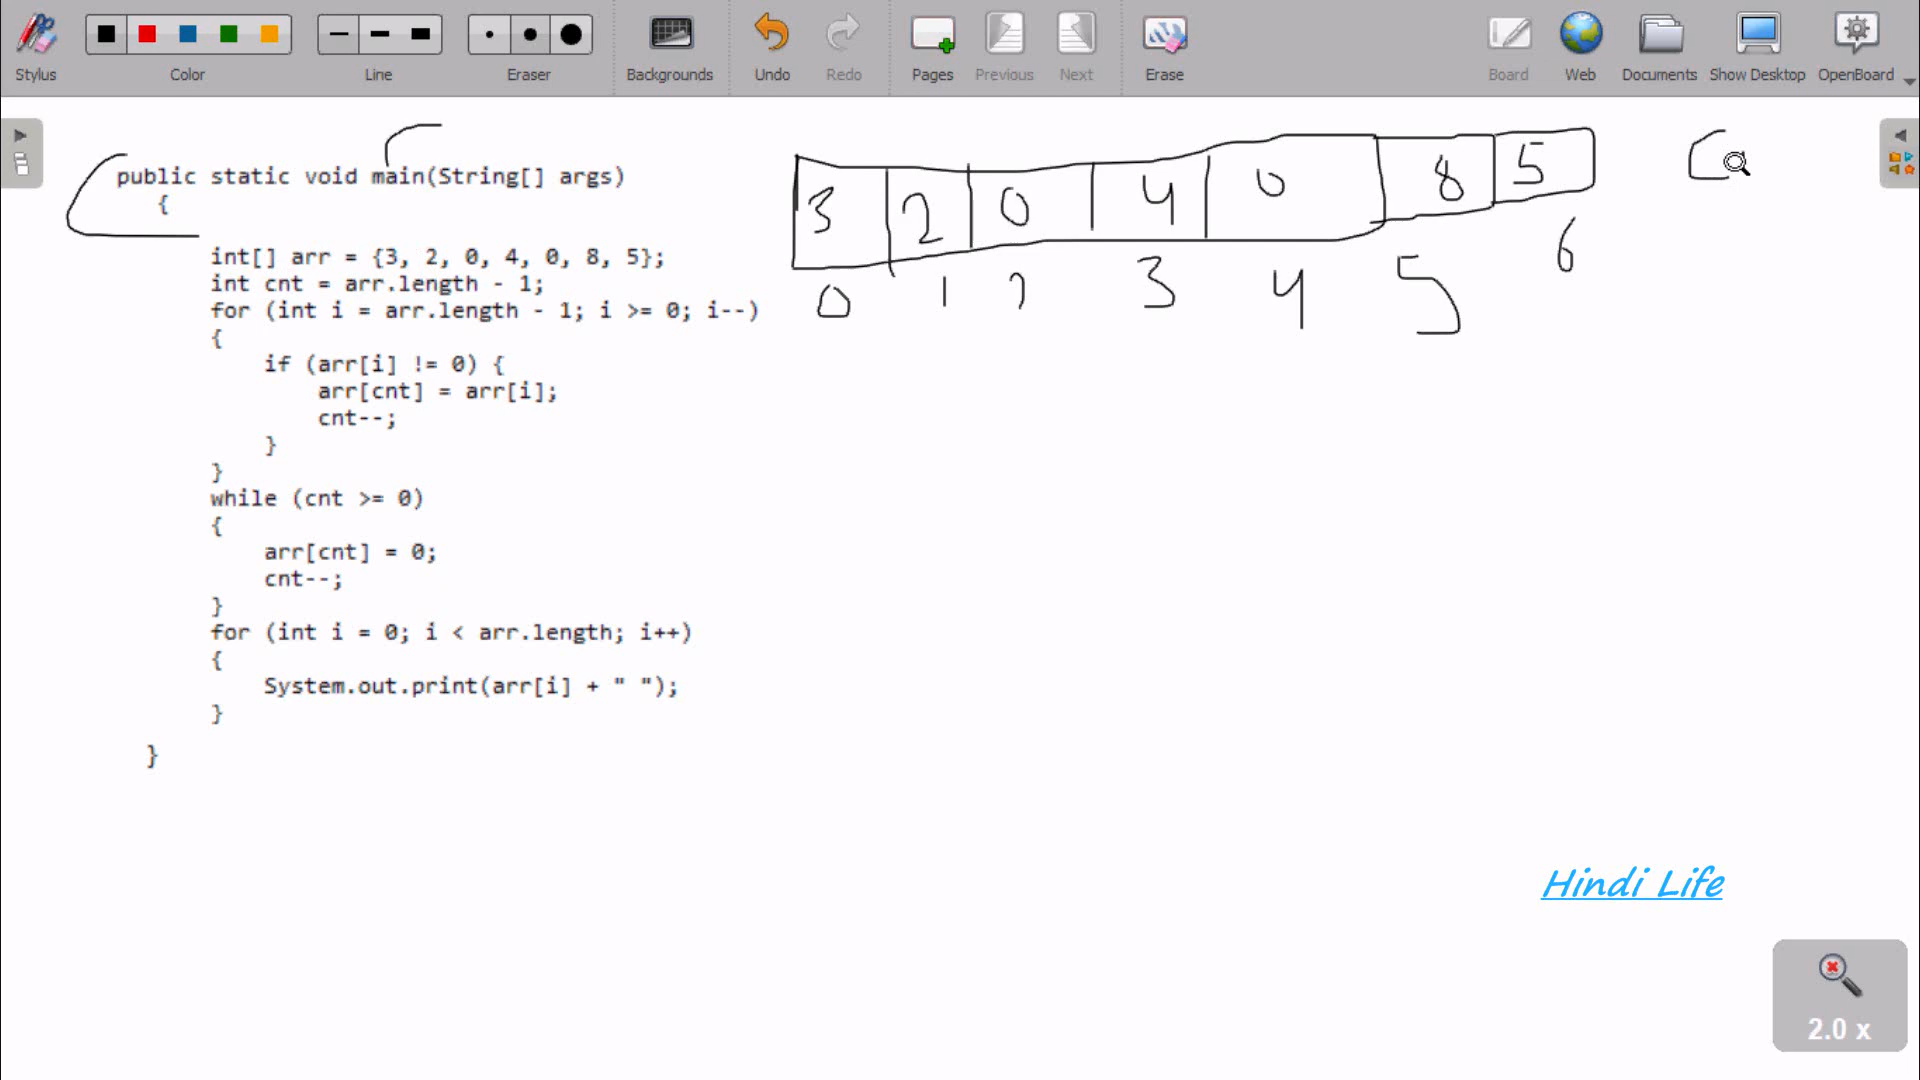 Stylus Color Line Eraser Backgrounds Undo Redo Pages Previous Next Erase Board Web Documents Show Desktop OpenBoard
public static void main(String[] args)
{
int[] arr = {3, 2, 0, 4, 0, 8, 5};
int cnt = arr.length - 1;
for (int i = arr.length - 1; i >= 0; i--)
{
if (arr[i] != 0) {
arr[cnt] = arr[i];
cnt--;
}
}
while (cnt >= 0)
{
arr[cnt] = 0;
cnt--;
}
for (int i = 0; i < arr.length; i++)
{
System.out.print(arr[i] + " ");
}
}
3 2 0 4 0 8 5
0 1 2 3 4 5 6
Hindi Life
2.0 x